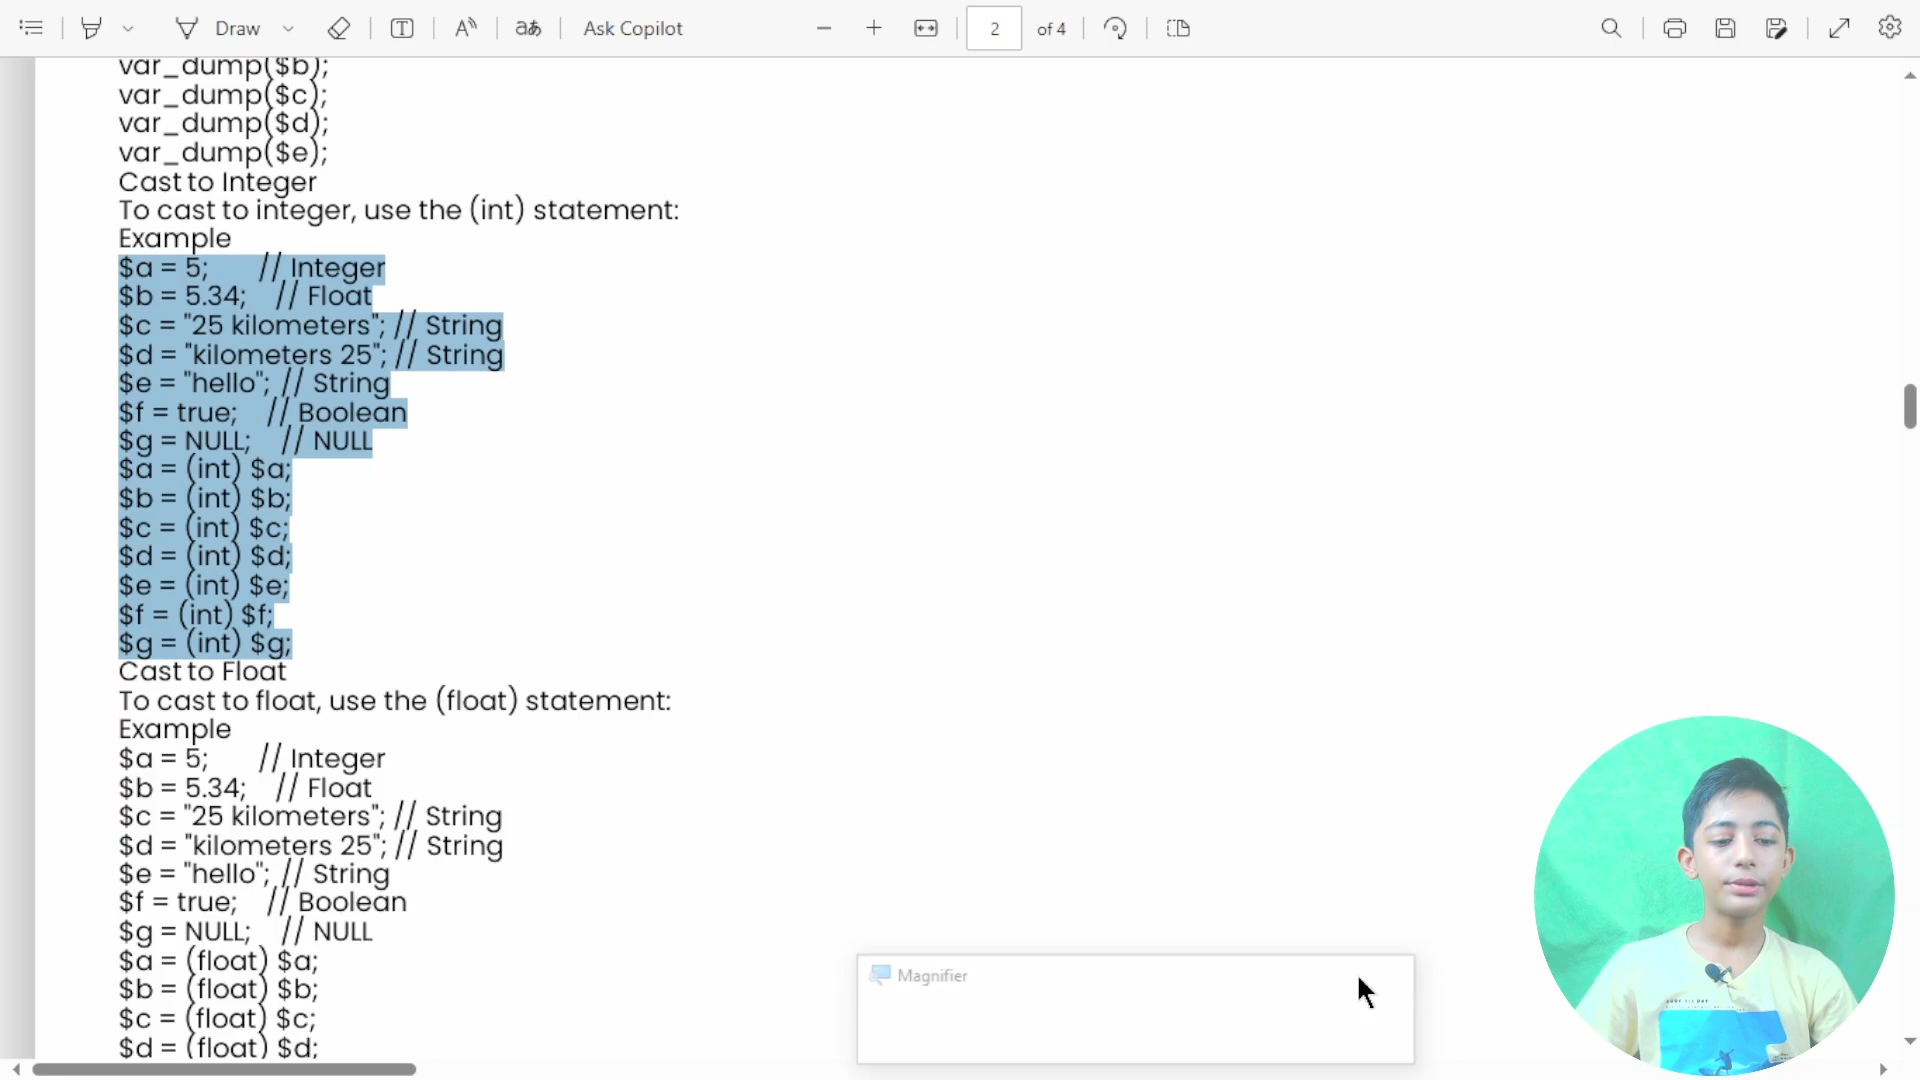 Draw
Ask Copilot
2
of 4
var_dump($b);
var_dump($c);
var_dump($d);
var_dump($e);
Cast to Integer
To cast to integer, use the (int) statement:
Example
$a = 5; // Integer
$b = 5.34; // Float
$c = "25 kilometers"; // String
$d = "kilometers 25"; // String
$e = "hello"; // String
$f = true; // Boolean
$g = NULL; // NULL
$a = (int) $a;
$b = (int) $b;
$c = (int) $c;
$d = (int) $d;
$e = (int) $e;
$f = (int) $f;
$g = (int) $g;
Cast to Float
To cast to float, use the (float) statement:
Example
$a = 5; // Integer
$b = 5.34; // Float
$c = "25 kilometers"; // String
$d = "kilometers 25"; // String
$e = "hello"; // String
$f = true; // Boolean
$g = NULL; // NULL
$a = (float) $a;
$b = (float) $b;
$c = (float) $c;
$d = (float) $d;
Magnifier